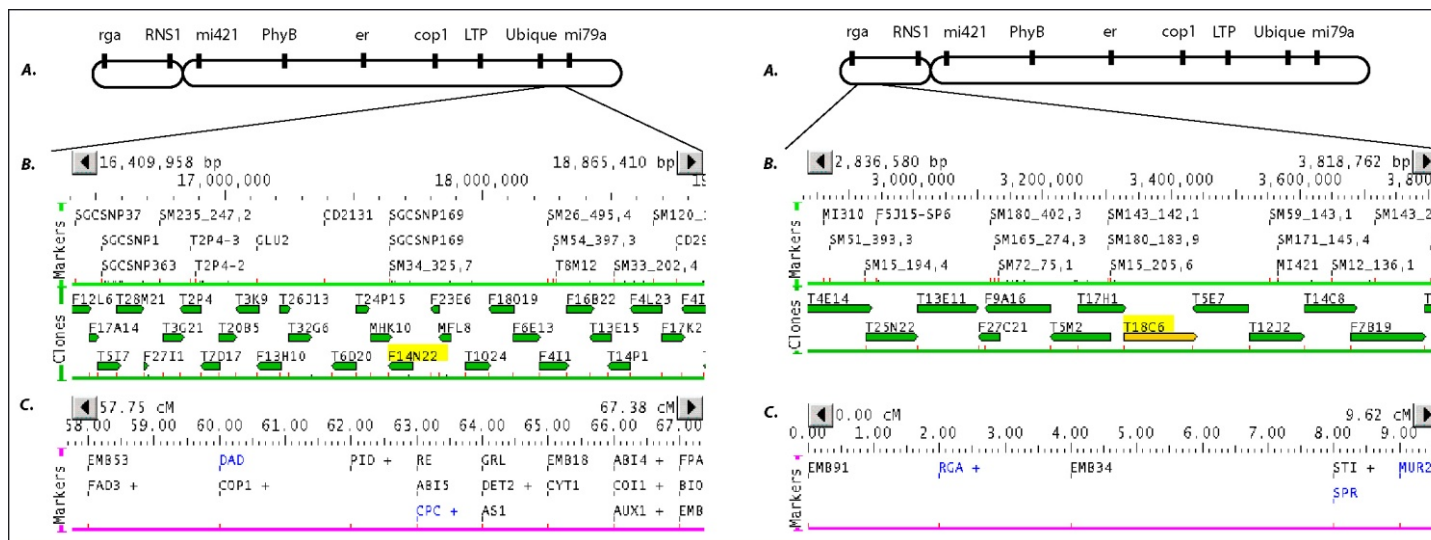 rga RNS1 mi421 PhyB er cop1 LTP Ubique mi79a
A.
B.
16,409,958 bp 18,865,410 bp
17,000,000 18,000,000
Markers
SGCSNP37 SM235_247,2 CD2131 SGCSNP169 SM26_495,4 SM120_
SGCSNP1 T2P4-3 GLU2 SGCSNP169 SM54_397,3 CD29
SGCSNP363 T2P4-2 SM34_325,7 T8M12 SM33_202,4
Clones
F12L6 T28M21 T2P4 T3K9 T26J13 T24P15 F23E6 F18O19 F16B22 F4L23 F4I
F17A14 T3G21 T20B5 T32G6 MHK10 MFL8 F6E13 T13E15 F17K2
T5I7 F27I1 T7D17 F13H10 T6D20 F14N22 T1O24 F4I1 T14P1
C.
57.75 cM 67.38 cM
58.00 59.00 60.00 61.00 62.00 63.00 64.00 65.00 66.00 67.00
Markers
EMB53 DAD PID + RE GRL EMB18 ABI4 + FPA
FAD3 + COP1 + ABI5 DET2 + CYT1 COI1 + BIO
CPC + AS1 AUX1 + EMB
rga RNS1 mi421 PhyB er cop1 LTP Ubique mi79a
A.
B.
2,836,580 bp 3,818,762 bp
3,000,000 3,200,000 3,400,000 3,600,000 3,80
Markers
MI310 F5J15-SP6 SM180_402,3 SM143_142,1 SM59_143,1 SM143_2
SM51_393,3 SM165_274,3 SM180_183,9 SM171_145,4
SM15_194,4 SM72_75,1 SM15_205,6 MI421 SM12_136,1
Clones
T4E14 T13E11 F9A16 T17H1 T5E7 T14C8
T25N22 F27C21 T5M2 T18C6 T12J2 F7B19
C.
0.00 cM 9.62 cM
0.00 1.00 2.00 3.00 4.00 5.00 6.00 7.00 8.00 9.00
Markers
EMB91 RGA + EMB34 STI + MUR2
SPR